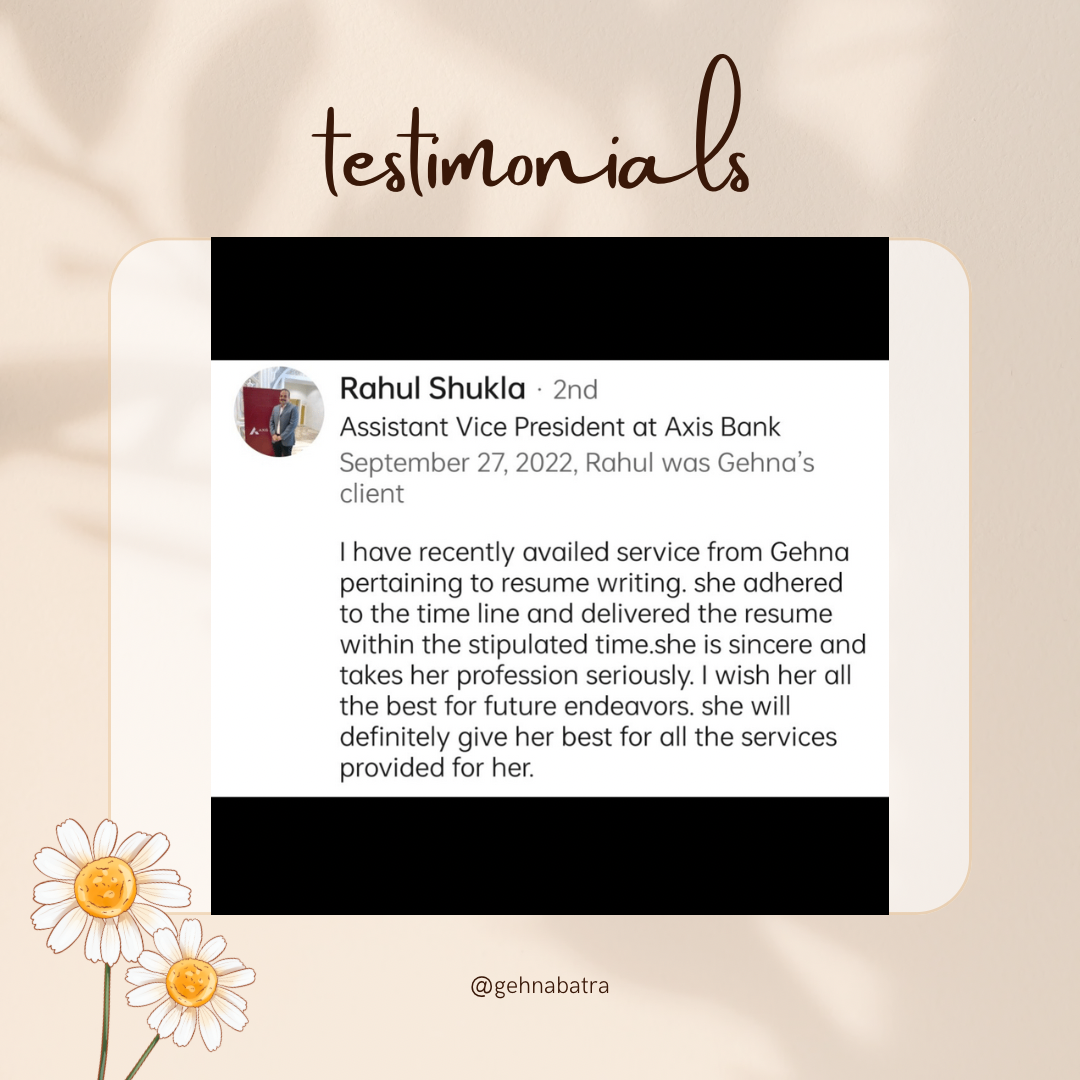 testimonials
Rahul Shukla · 2nd
Assistant Vice President at Axis Bank
September 27, 2022, Rahul was Gehna’s
client
I have recently availed service from Gehna
pertaining to resume writing. she adhered
to the time line and delivered the resume
within the stipulated time.she is sincere and
takes her profession seriously. I wish her all
the best for future endeavors. she will
definitely give her best for all the services
provided for her.
@gehnabatra